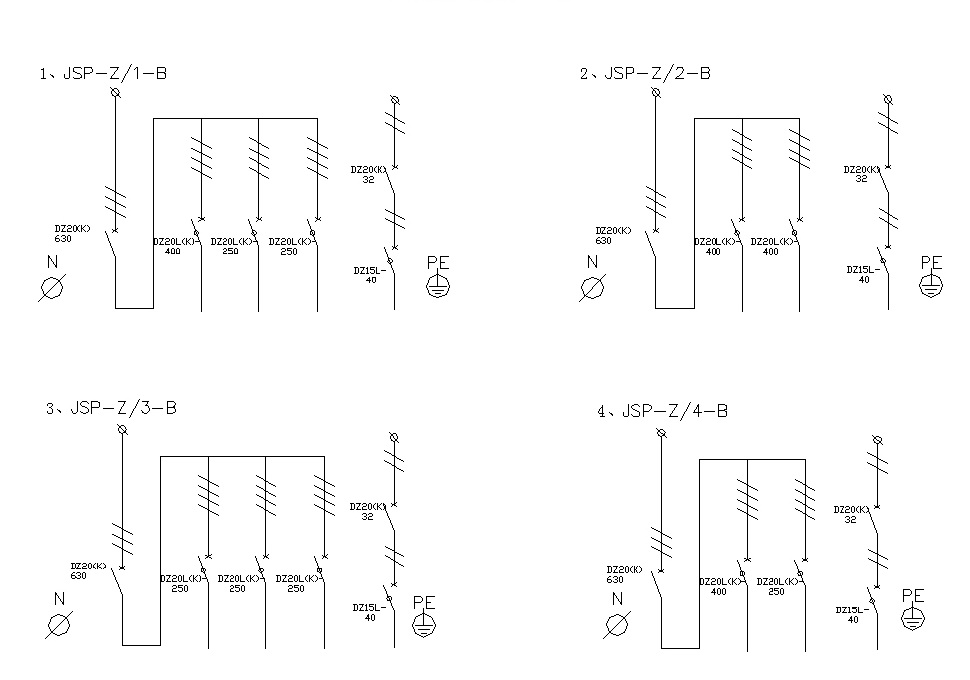 1、JSP-Z/1-B
DZ20(K)
630
DZ20L(K)-
400
DZ20L(K)-
250
DZ20L(K)-
250
DZ20(K)
32
DZ15L-
40
N
PE
2、JSP-Z/2-B
DZ20(K)
630
DZ20L(K)-
400
DZ20L(K)-
400
DZ20(K)
32
DZ15L-
40
N
PE
3、JSP-Z/3-B
DZ20(K)
630
DZ20L(K)-
250
DZ20L(K)-
250
DZ20L(K)-
250
DZ20(K)
32
DZ15L-
40
N
PE
4、JSP-Z/4-B
DZ20(K)
630
DZ20L(K)-
400
DZ20L(K)-
250
DZ20(K)
32
DZ15L-
40
N
PE